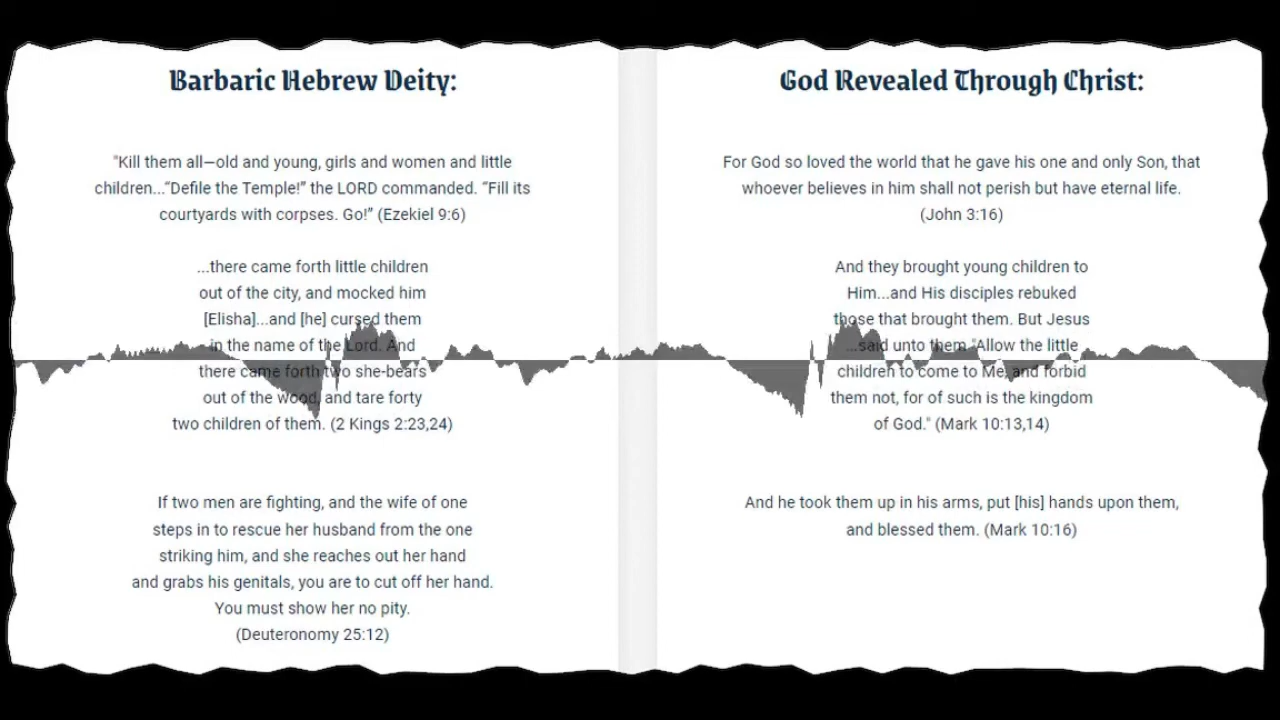 Barbaric Hebrew Deity:
"Kill them all—old and young, girls and women and little
children...“Defile the Temple!” the LORD commanded. “Fill its
courtyards with corpses. Go!” (Ezekiel 9:6)
...there came forth little children
out of the city, and mocked him
[Elisha]...and [he] cursed them
in the name of the Lord. And
there came forth two she-bears
out of the wood, and tare forty
two children of them. (2 Kings 2:23,24)
If two men are fighting, and the wife of one
steps in to rescue her husband from the one
striking him, and she reaches out her hand
and grabs his genitals, you are to cut off her hand.
You must show her no pity.
(Deuteronomy 25:12)
God Revealed Through Christ:
For God so loved the world that he gave his one and only Son, that
whoever believes in him shall not perish but have eternal life.
(John 3:16)
And they brought young children to
Him...and His disciples rebuked
those that brought them. But Jesus
...said unto them "Allow the little
children to come to Me, and forbid
them not, for of such is the kingdom
of God." (Mark 10:13,14)
And he took them up in his arms, put [his] hands upon them,
and blessed them. (Mark 10:16)